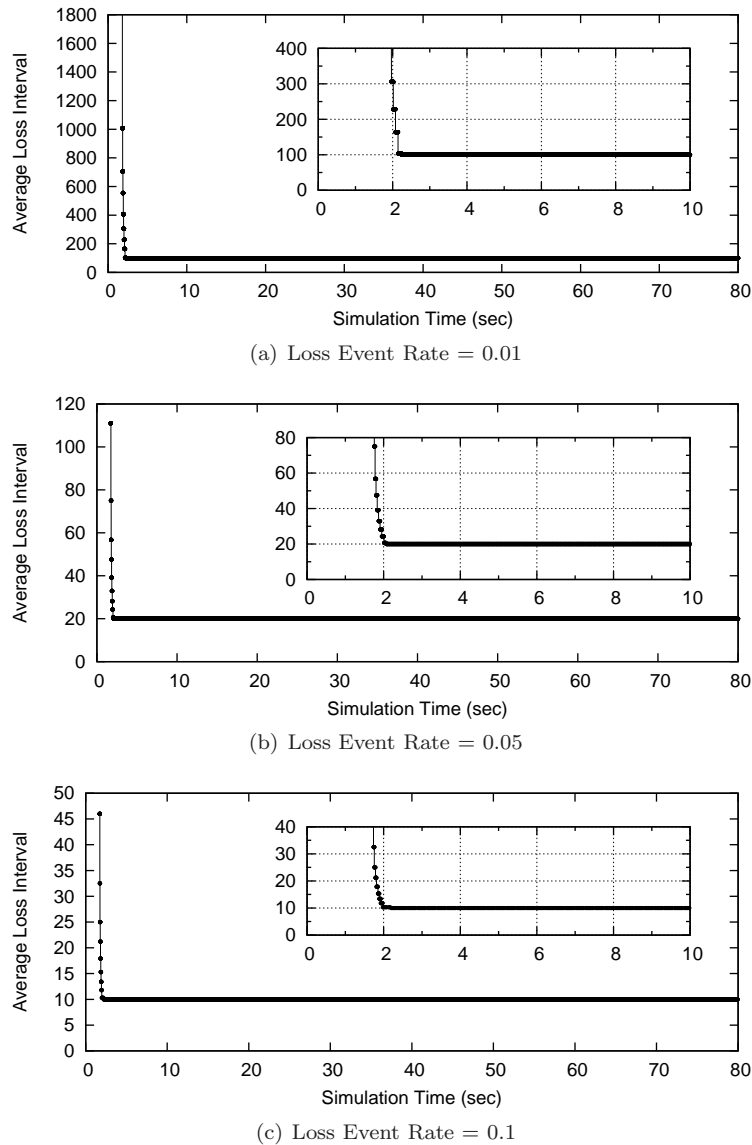 1800
1600
1400
1200
1000
800
600
400
200
0
Average Loss Interval
400
300
200
100
0
0 2 4 6 8 10
0 10 20 30 40 50 60 70 80
Simulation Time (sec)
(a) Loss Event Rate = 0.01
120
100
80
60
40
20
0
Average Loss Interval
80
60
40
20
0
0 2 4 6 8 10
0 10 20 30 40 50 60 70 80
Simulation Time (sec)
(b) Loss Event Rate = 0.05
50
45
40
35
30
25
20
15
10
5
0
Average Loss Interval
40
30
20
10
0
0 2 4 6 8 10
0 10 20 30 40 50 60 70 80
Simulation Time (sec)
(c) Loss Event Rate = 0.1